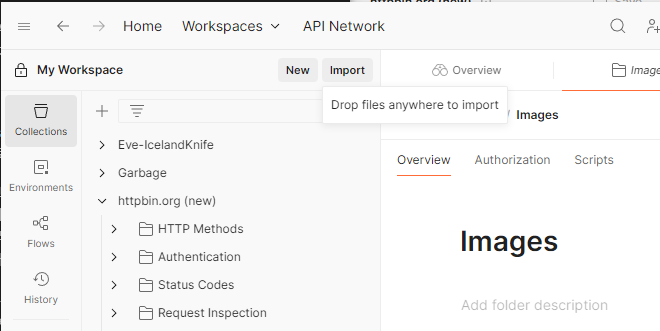 Home Workspaces API Network
My Workspace New Import
Overview
Image
Drop files anywhere to import
/ Images
Collections
Environments
Flows
History
Eve-IcelandKnife
Garbage
httpbin.org (new)
HTTP Methods
Authentication
Status Codes
Request Inspection
Overview Authorization Scripts
Images
Add folder description